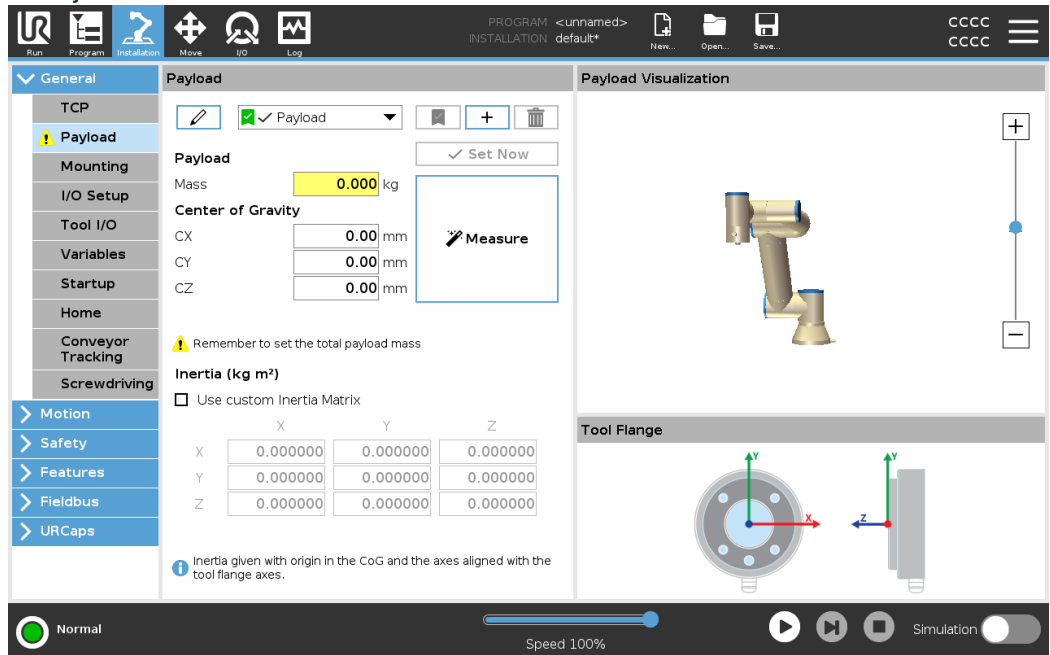 PROGRAM <unnamed>
INSTALLATION default*
CCCC
CCCC
Run Program Installation Move I/O Log New... Open... Save...
General
TCP
Payload
Mounting
I/O Setup
Tool I/O
Variables
Startup
Home
Conveyor
Tracking
Screwdriving
Motion
Safety
Features
Fieldbus
URCaps
Payload
Payload
Payload
Set Now
Mass 0.000 kg
Center of Gravity
CX 0.00 mm
CY 0.00 mm
CZ 0.00 mm
Measure
Remember to set the total payload mass
Inertia (kg m²)
Use custom Inertia Matrix
X Y Z
X 0.000000 0.000000 0.000000
Y 0.000000 0.000000 0.000000
Z 0.000000 0.000000 0.000000
Inertia given with origin in the CoG and the axes aligned with the
tool flange axes.
Payload Visualization
Tool Flange
Y
X
Y
Z
Normal
Speed 100%
Simulation